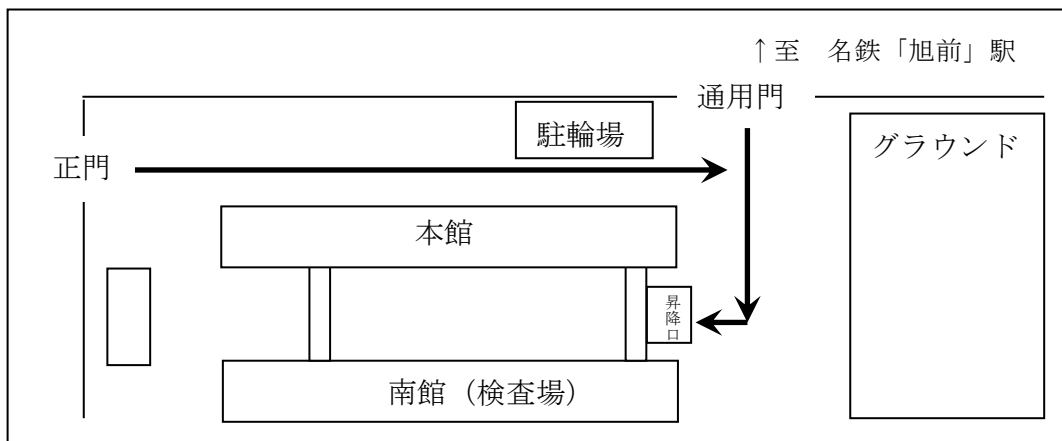 ↑至　名鉄「旭前」駅
通用門
駐輪場
グラウンド
正門
本館
昇降口
南館（検査場）